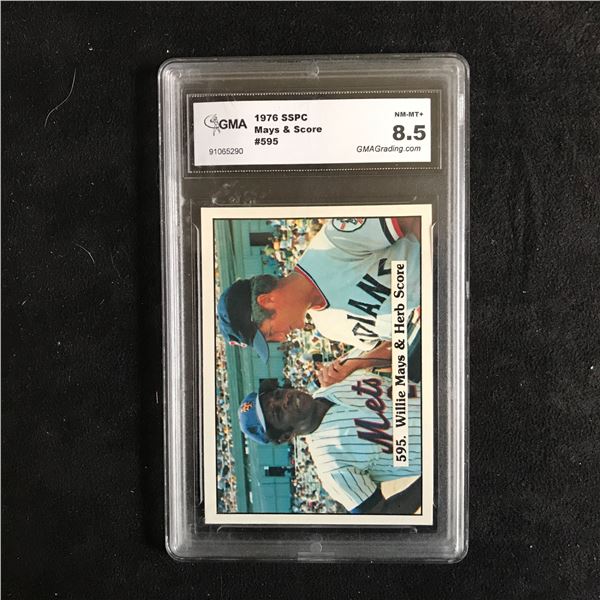 GMA
1976 SSPC
Mays & Score
#595
91065290
NM-MT+
8.5
GMAGrading.com
INDIANS
Mets
595. Willie Mays & Herb Score